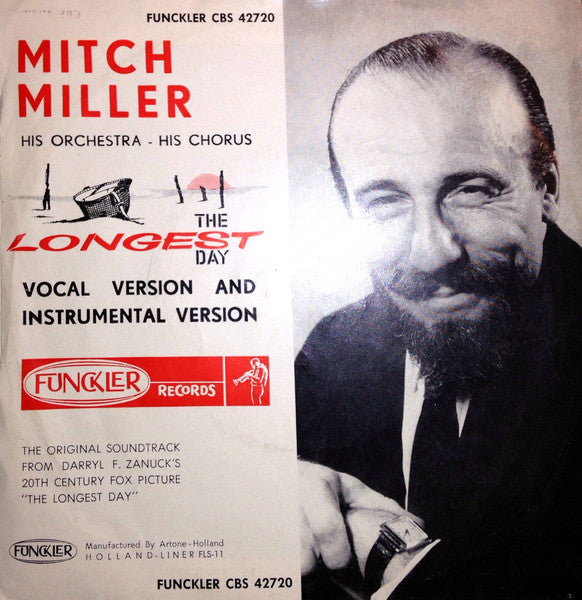 FUNCKLER CBS 42720
MITCH
MILLER
HIS ORCHESTRA - HIS CHORUS
THE
LONGEST
DAY
VOCAL VERSION AND
INSTRUMENTAL VERSION
FUNCKLER RECORDS
THE ORIGINAL SOUNDTRACK
FROM DARRYL F. ZANUCK'S
20TH CENTURY FOX PICTURE
"THE LONGEST DAY"
FUNCKLER
Manufactured By Artone-Holland
HOLLAND-LINER FLS-11
FUNCKLER CBS 42720